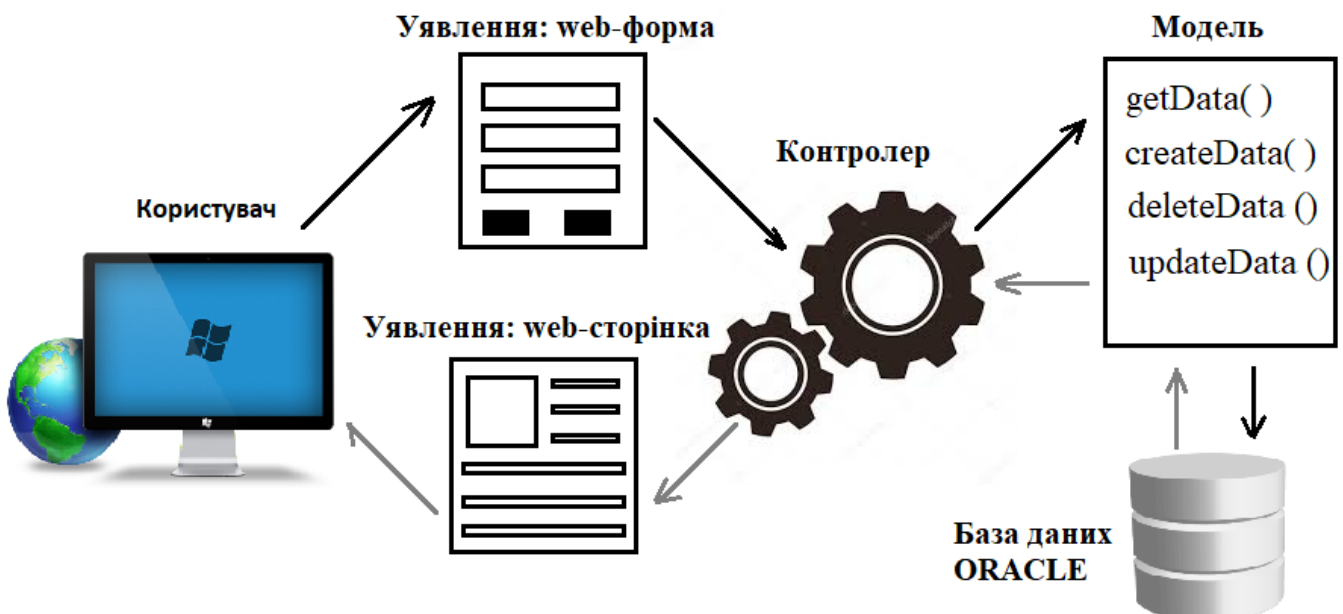 Уявлення: web-форма
Модель
getData( )
createData( )
deleteData ()
updateData ()
Контролер
Користувач
Уявлення: web-сторінка
База даних
ORACLE